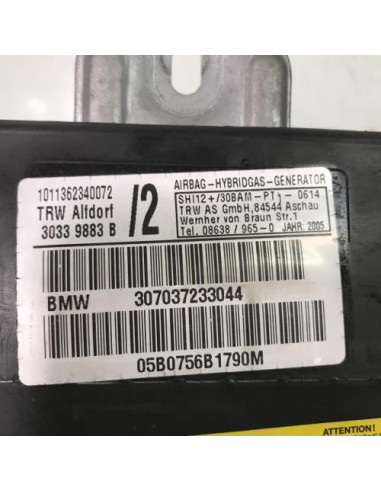 1011362340072
TRW Alfdorf
3033 9883 B
/2
AIRBAG-HYBRIDGAS-GENERATOR
SHI12+/30BAM-PT1- 0614
TRW AS GmbH,84544 Aschau
Wernher von Braun Str.1
Tel. 08638/965-0 JAHR:2005
BMW 307037233044
05B0756B1790M
ATTENTION!